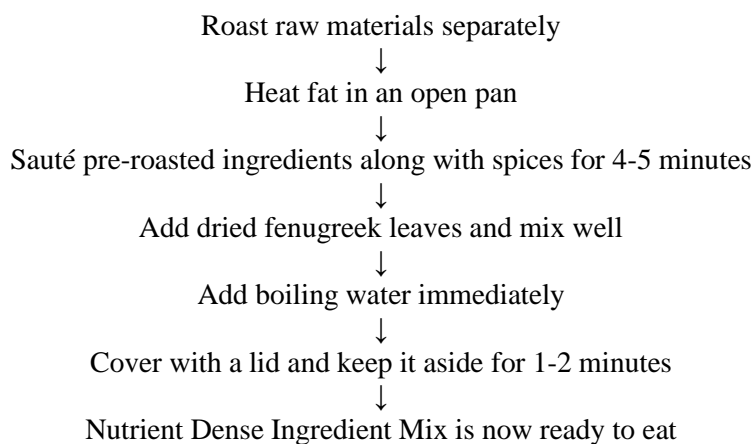 Roast raw materials separately
↓
Heat fat in an open pan
↓
Sauté pre-roasted ingredients along with spices for 4-5 minutes
↓
Add dried fenugreek leaves and mix well
↓
Add boiling water immediately
↓
Cover with a lid and keep it aside for 1-2 minutes
↓
Nutrient Dense Ingredient Mix is now ready to eat